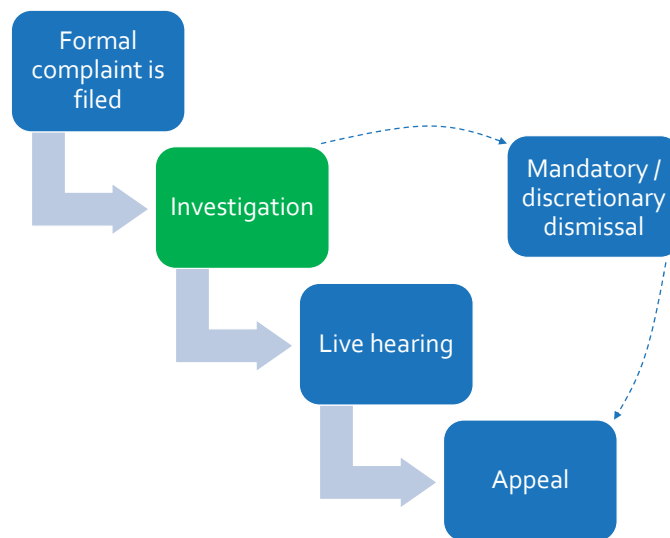 Formal
complaint is
filed
Investigation
Mandatory /
discretionary
dismissal
Live hearing
Appeal